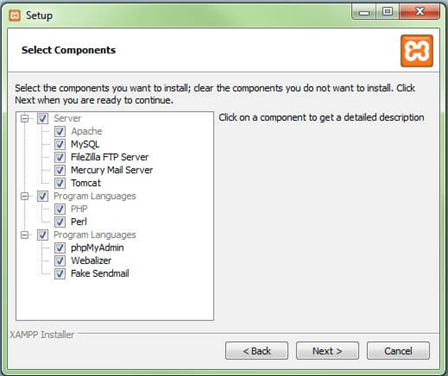 Setup
Select Components
Select the components you want to install; clear the components you do not want to install. Click
Next when you are ready to continue.
Server
Apache
MySQL
FileZilla FTP Server
Mercury Mail Server
Tomcat
Program Languages
PHP
Perl
Program Languages
phpMyAdmin
Webalizer
Fake Sendmail
Click on a component to get a detailed description
XAMPP Installer
< Back
Next >
Cancel